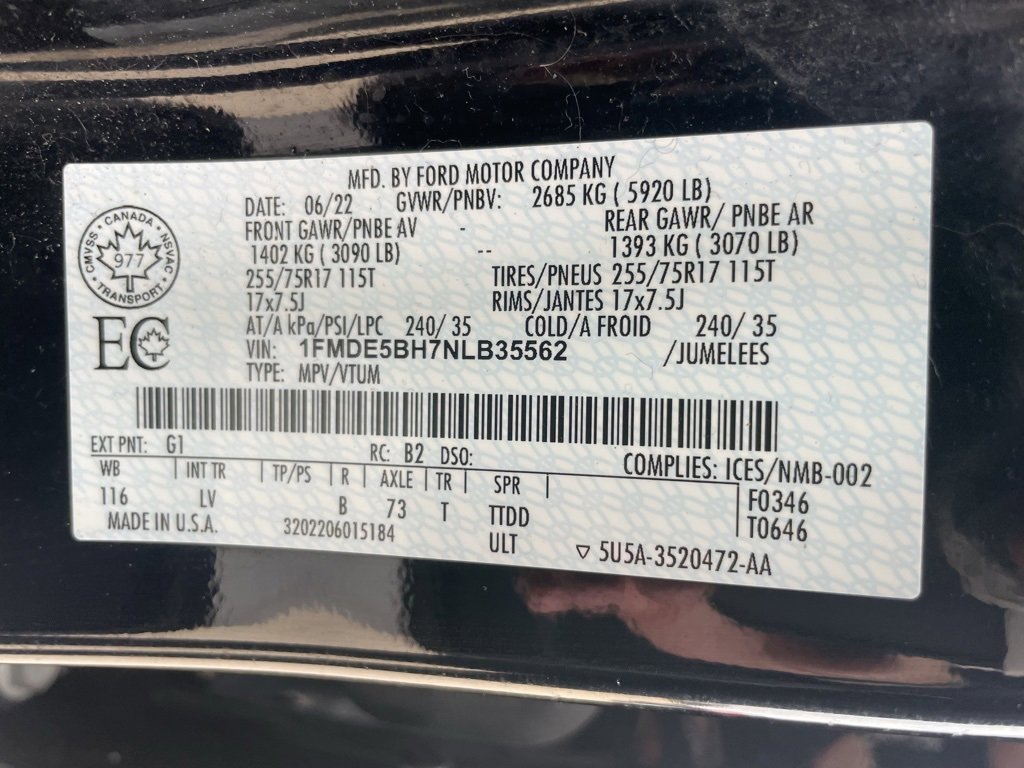 MFD. BY FORD MOTOR COMPANY
DATE: 06/22 GVWR/PNBV: 2685 KG ( 5920 LB)
FRONT GAWR/PNBE AV - REAR GAWR/ PNBE AR
1402 KG ( 3090 LB) -- 1393 KG ( 3070 LB)
255/75R17 115T TIRES/PNEUS 255/75R17 115T
17x7.5J RIMS/JANTES 17x7.5J
AT/A kPa/PSI/LPC 240/ 35 COLD/A FROID 240/ 35
VIN: 1FMDE5BH7NLB35562 /JUMELEES
TYPE: MPV/VTUM
CANADA
CMVSS 977 NSVAC
TRANSPORT
EC
EXT PNT: G1 RC: B2 DSO: COMPLIES: ICES/NMB-002
WB | INT TR | TP/PS | R | AXLE | TR | SPR | F0346
116 LV B 73 T TTDD T0646
MADE IN U.S.A. 3202206015184 ULT ▽ 5U5A-3520472-AA